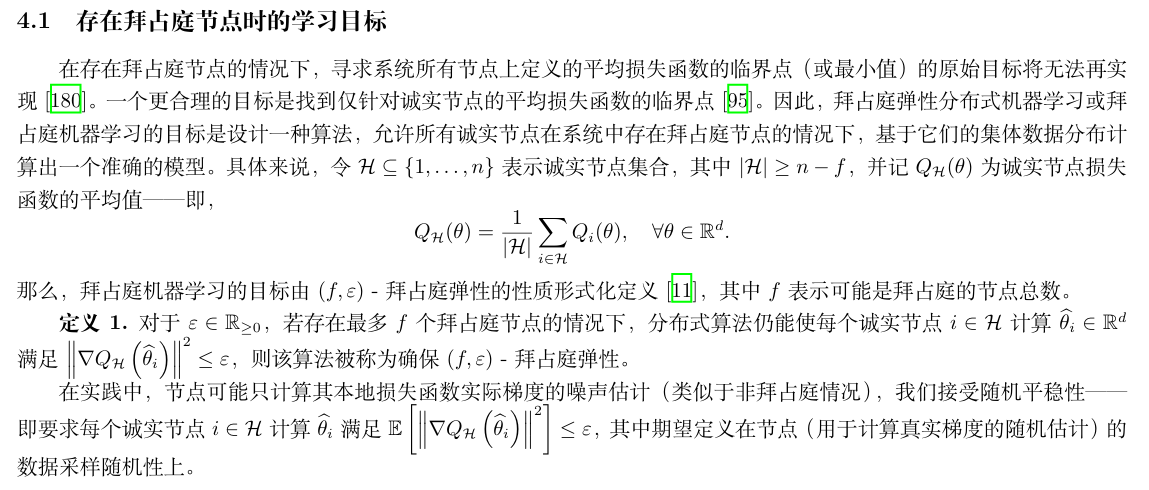 4.1 存在拜占庭节点时的学习目标
在存在拜占庭节点的情况下，寻求系统所有节点上定义的平均损失函数的临界点（或最小值）的原始目标将无法再实
现 [180]。一个更合理的目标是找到仅针对诚实节点的平均损失函数的临界点 [95]。因此，拜占庭弹性分布式机器学习或拜
占庭机器学习的目标是设计一种算法，允许所有诚实节点在系统中存在拜占庭节点的情况下，基于它们的集体数据分布计
算出一个准确的模型。具体来说，令 $\mathcal{H} \subseteq \{1, \ldots, n\}$ 表示诚实节点集合，其中 $|\mathcal{H}| \geq n - f$，并记 $Q_{\mathcal{H}}(\theta)$ 为诚实节点损失
函数的平均值——即，
$Q_{\mathcal{H}}(\theta) = \frac{1}{|\mathcal{H}|} \sum_{i \in \mathcal{H}} Q_i(\theta), \quad \forall \theta \in \mathbb{R}^d.$
那么，拜占庭机器学习的目标由 $(f, \varepsilon)$ - 拜占庭弹性的性质形式化定义 [11]，其中 $f$ 表示可能是拜占庭的节点总数。
定义 1. 对于 $\varepsilon \in \mathbb{R}_{\geq 0}$，若存在最多 $f$ 个拜占庭节点的情况下，分布式算法仍能使每个诚实节点 $i \in \mathcal{H}$ 计算 $\widehat{\theta}_i \in \mathbb{R}^d$
满足 $\left\| \nabla Q_{\mathcal{H}} \left( \widehat{\theta}_i \right) \right\|^2 \leq \varepsilon$，则该算法被称为确保 $(f, \varepsilon)$ - 拜占庭弹性。
在实践中，节点可能只计算其本地损失函数实际梯度的噪声估计（类似于非拜占庭情况），我们接受随机平稳性——
即要求每个诚实节点 $i \in \mathcal{H}$ 计算 $\widehat{\theta}_i$ 满足 $\mathbb{E} \left[ \left\| \nabla Q_{\mathcal{H}} \left( \widehat{\theta}_i \right) \right\|^2 \right] \leq \varepsilon$，其中期望定义在节点（用于计算真实梯度的随机估计）的
数据采样随机性上。